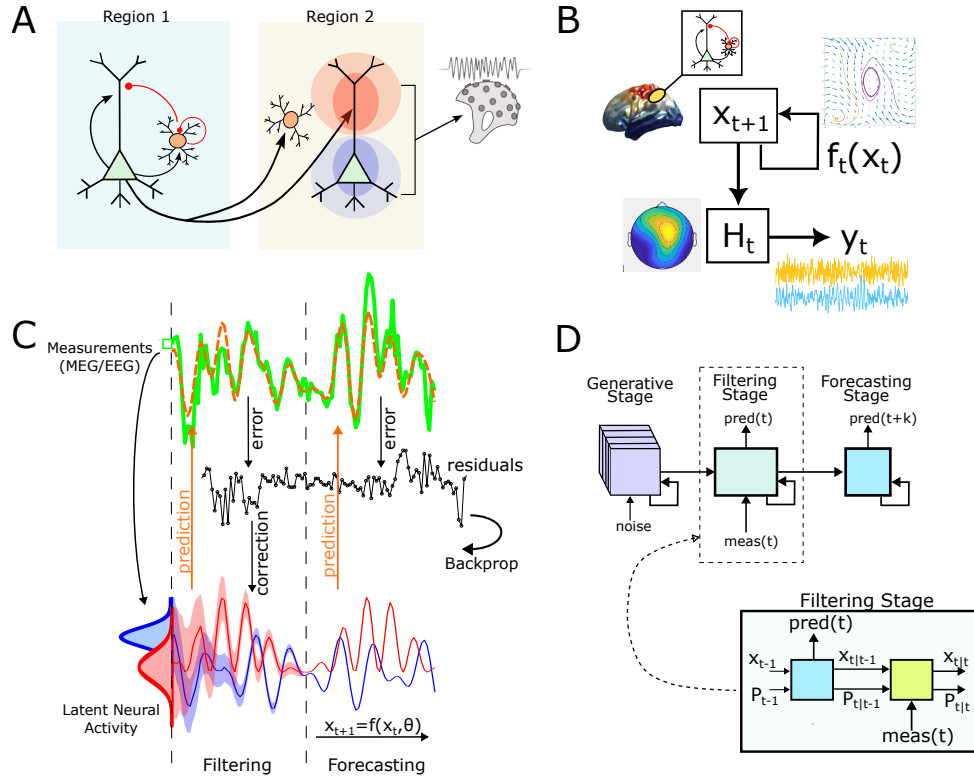 A
Region 1
Region 2
B
x_{t+1}
f_t(x_t)
H_t
y_t
C
Measurements
(MEG/EEG)
error
error
residuals
prediction
correction
prediction
Backprop
Latent Neural
Activity
x_{t+1}=f(x_t,θ)
Filtering
Forecasting
D
Generative
Stage
Filtering
Stage
Forecasting
Stage
pred(t)
pred(t+k)
noise
meas(t)
Filtering Stage
pred(t)
x_{t-1}
x_{t|t-1}
x_{t|t}
P_{t-1}
P_{t|t-1}
P_{t|t}
meas(t)